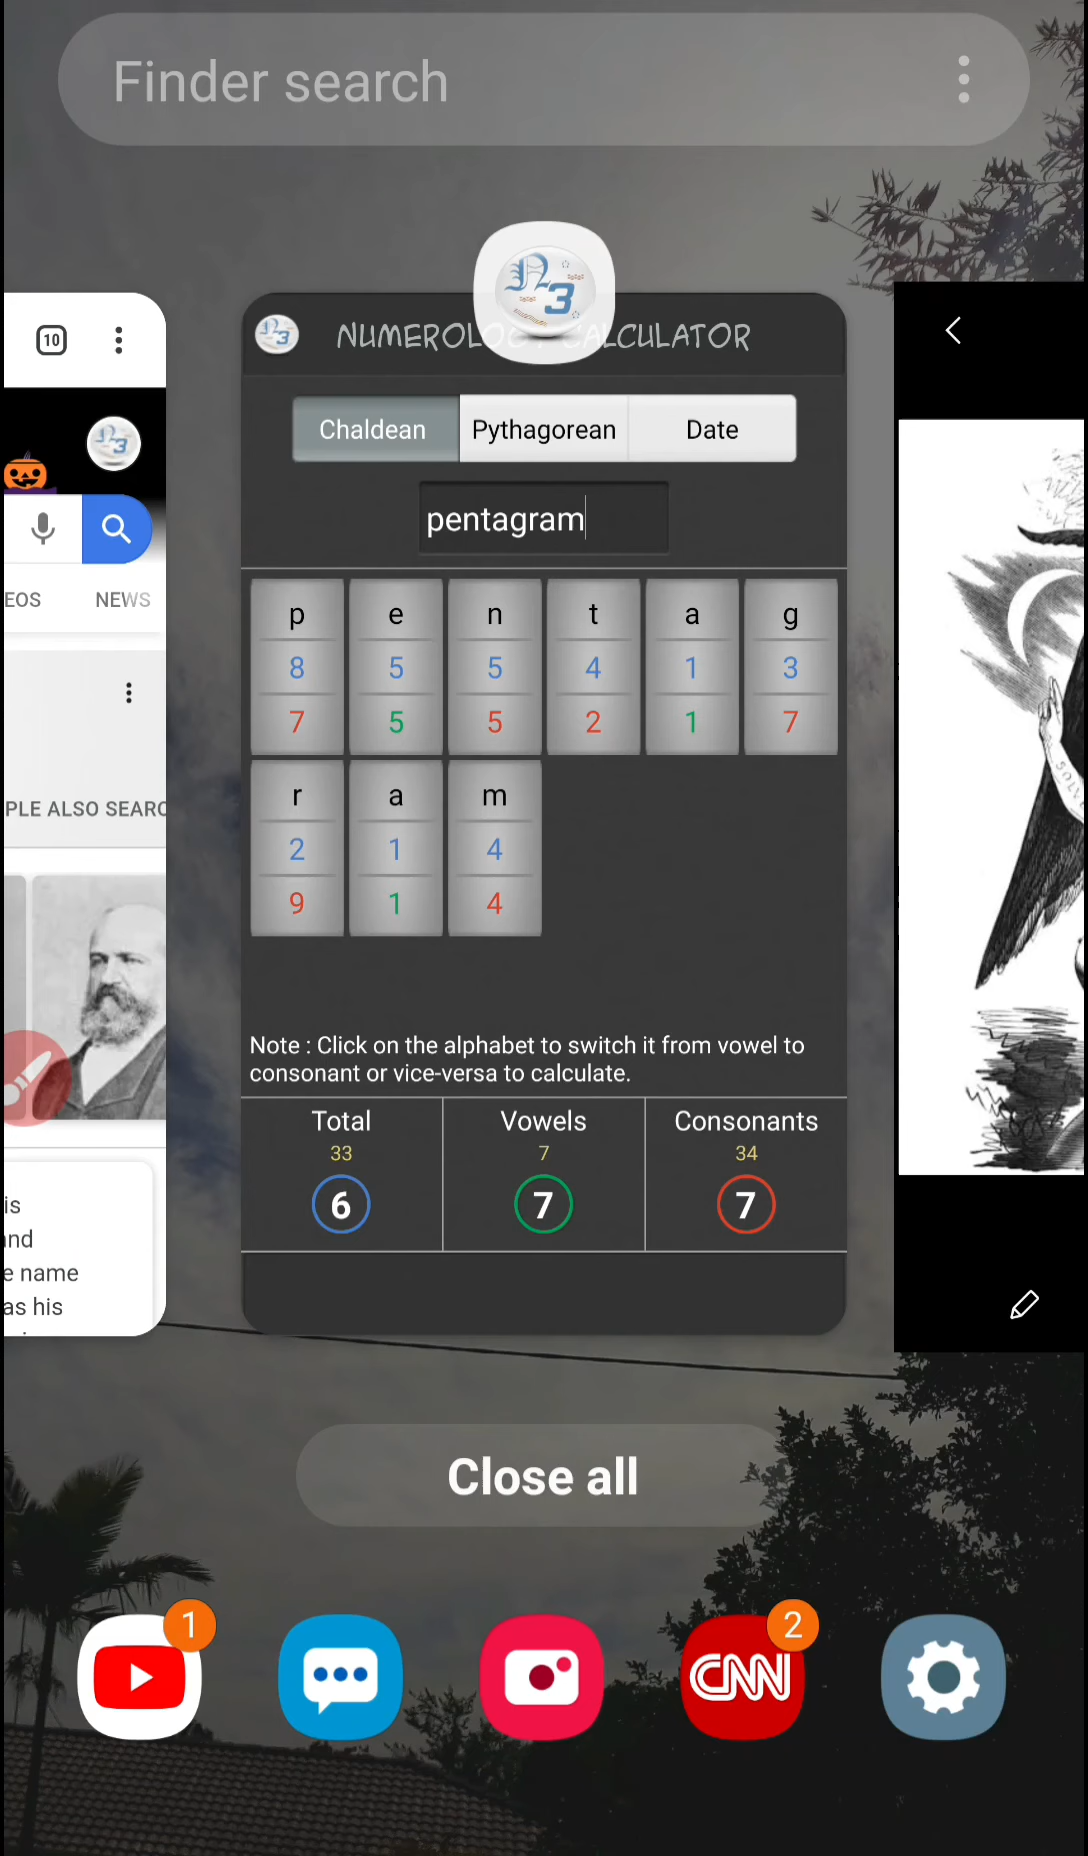 Finder search
10
NUMEROLOGY CALCULATOR
Chaldean Pythagorean Date
pentagram
p e n t a g
8 5 5 4 1 3
7 5 5 2 1 7
r a m
2 1 4
9 1 4
Note : Click on the alphabet to switch it from vowel to
consonant or vice-versa to calculate.
Total Vowels Consonants
33 7 34
6 7 7
EOS NEWS
PLE ALSO SEARC
is
and
e name
as his
SOLVE
Close all
1
2
CNN